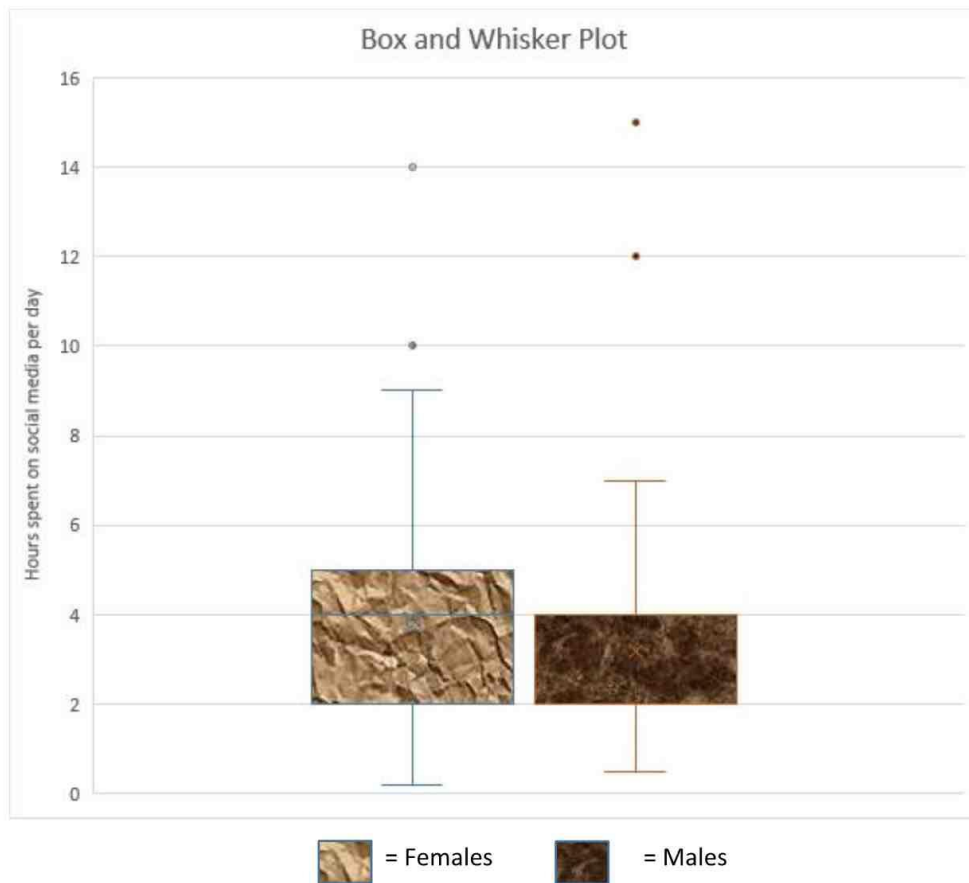 Box and Whisker Plot
Hours spent on social media per day
16
14
12
10
8
6
4
2
0
= Females
= Males